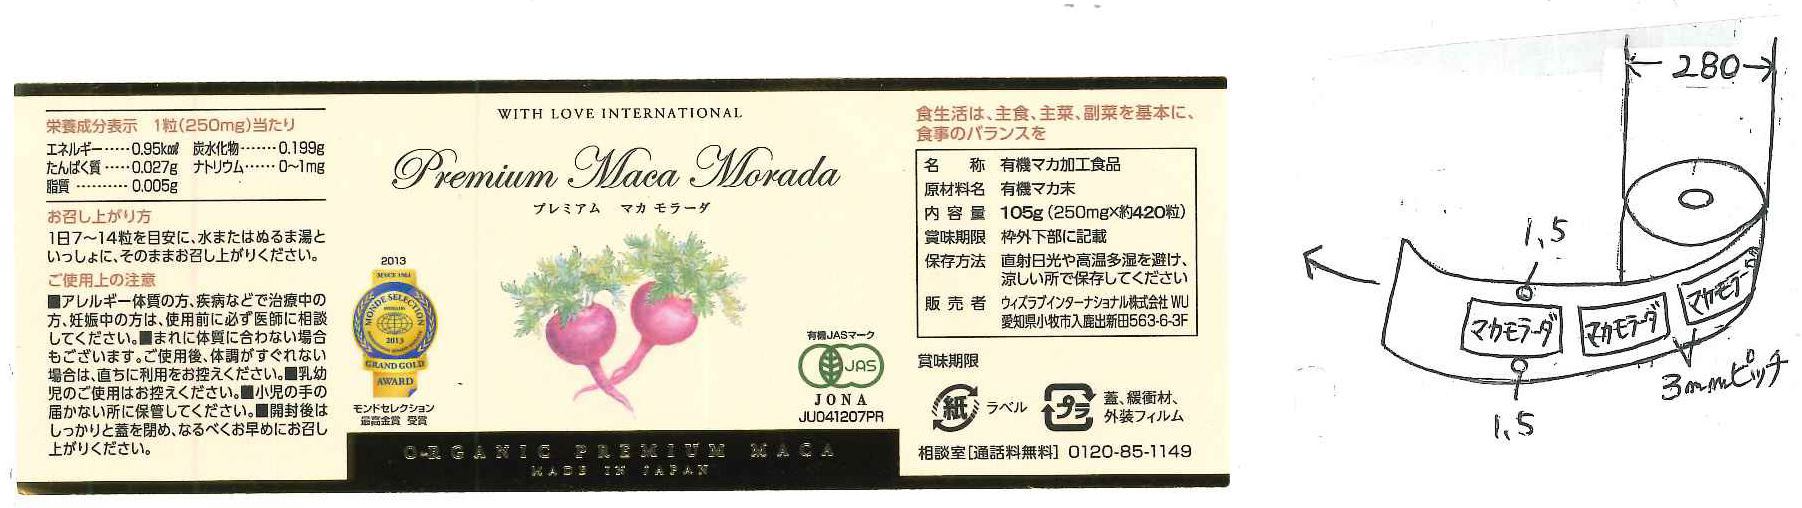 栄養成分表示　1粒(250mg)当たり
エネルギー……0.95kcal　炭水化物……0.199g
たんぱく質……0.027g　ナトリウム……0～1mg
脂質………0.005g
お召し上がり方
1日7～14粒を目安に、水またはぬるま湯と
いっしょに、そのままお召し上がりください。
ご使用上の注意
■アレルギー体質の方、疾病などで治療中の
方、妊娠中の方は、使用前に必ず医師に相談
してください。■まれに体質に合わない場合
もございます。ご使用後、体調がすぐれない
場合は、直ちに利用をお控えください。■乳幼
児のご使用はお控えください。■小児の手の
届かない所に保管してください。■開封後は
しっかりと蓋を閉め、なるべくお早めにお召し
上がりください。
WITH LOVE INTERNATIONAL
Premium Maca Morada
プレミアム　マカ モラーダ
2013
SINCE 1961
MONDE SELECTION
2013
GRAND GOLD
AWARD
モンドセレクション
最高金賞 受賞
有機JASマーク
JAS
JONA
JU041207PR
O-RGANIC PREMIUM MACA
MADE IN JAPAN
食生活は、主食、主菜、副菜を基本に、
食事のバランスを
名　　称　有機マカ加工食品
原材料名　有機マカ末
内 容 量　105g(250mg×約420粒)
賞味期限　枠外下部に記載
保存方法　直射日光や高温多湿を避け、
涼しい所で保存してください
販 売 者　ウィズラブインターナショナル株式会社 WU
愛知県小牧市入鹿出新田563-6-3F
賞味期限
紙 ラベル
プラ 蓋、緩衝材、
外装フィルム
相談室[通話料無料]　0120-85-1149
280
1,5
マカモラーダ
マカモラーダ
マカモラーダ
3mmピッチ
1,5